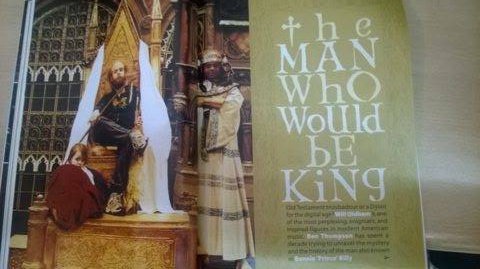 the
MAN
WhO
WOuld
bE
KiNg
Old Testament troubadour or a Dylan
for the digital age? Will Oldham is one
of the most perplexing, enigmatic and
inspired figures in modern American
music. Ben Thompson has spent a
decade trying to unravel the mystery
and the history of the man also known
as Bonnie 'Prince' Billy